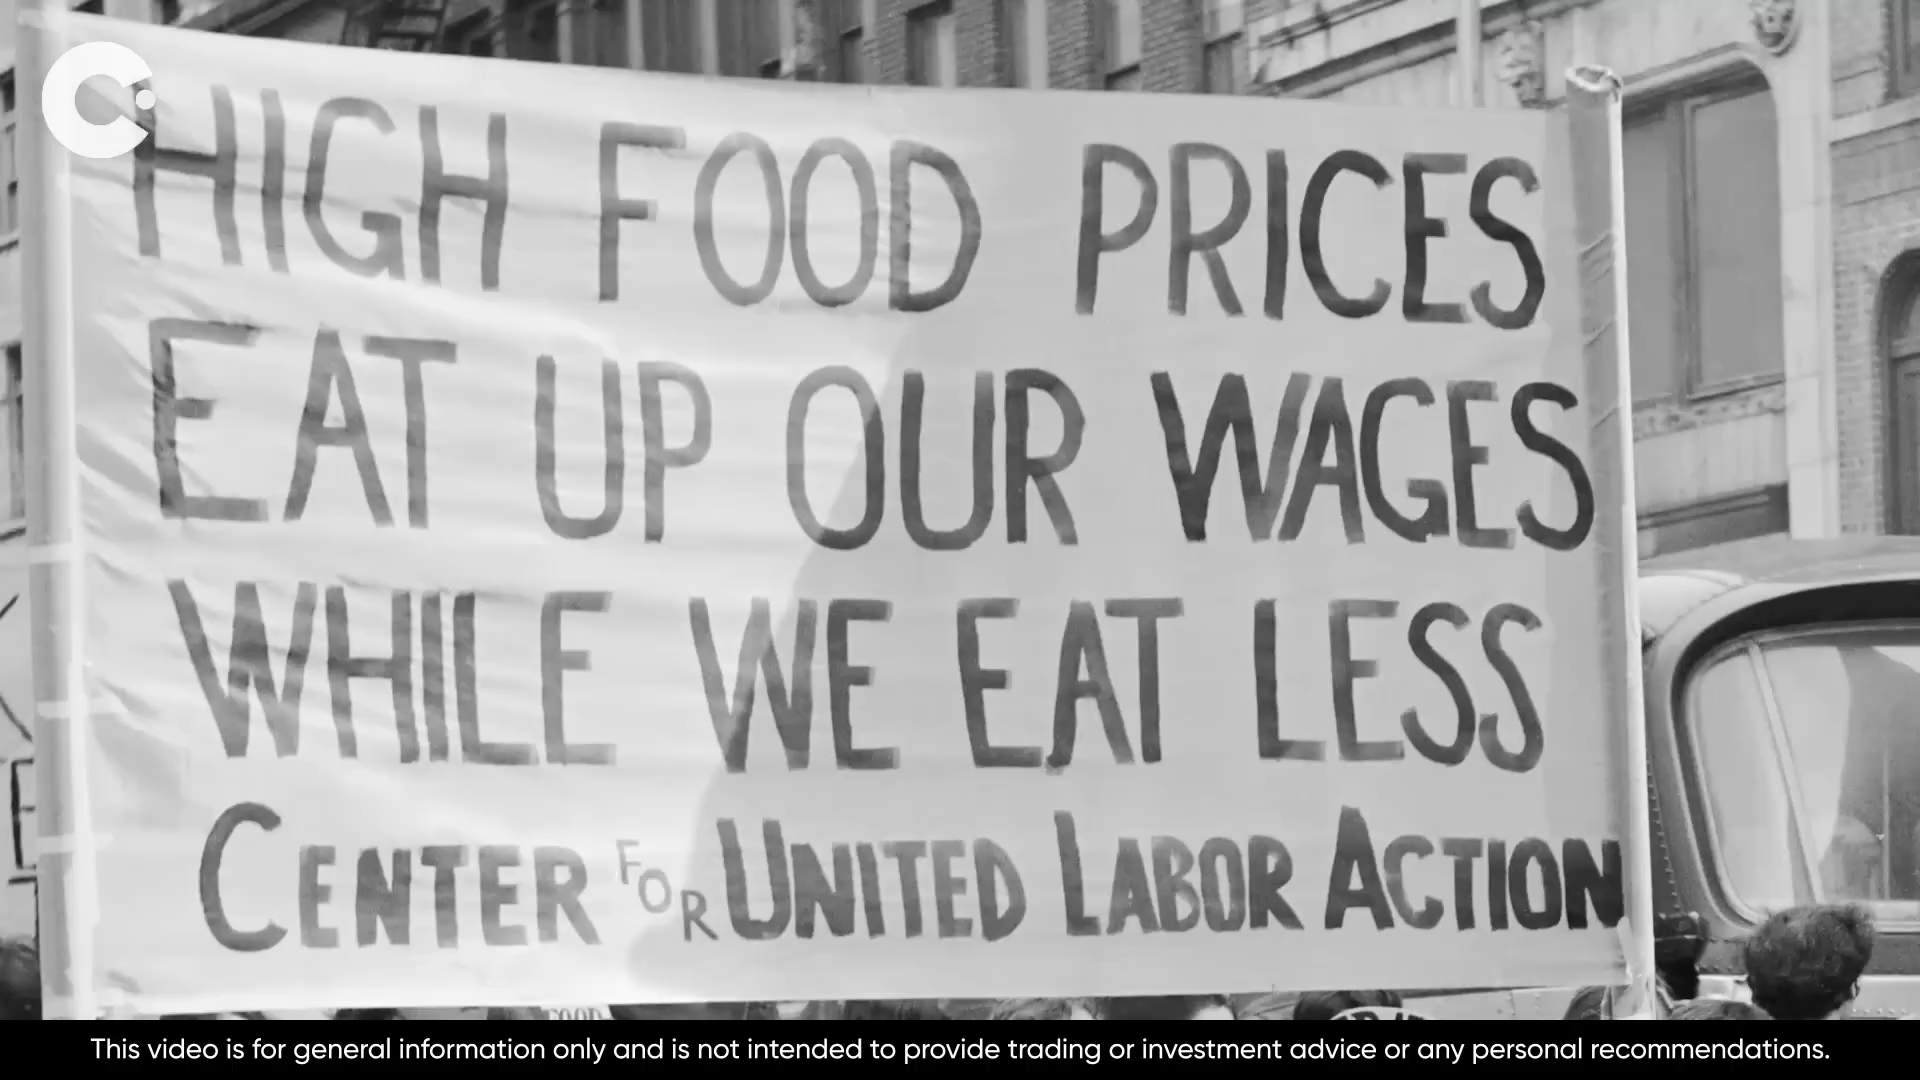 HIGH FOOD PRICES
EAT UP OUR WAGES
WHILE WE EAT LESS
CENTER FOR UNITED LABOR ACTION
FOOD
This video is for general information only and is not intended to provide trading or investment advice or any personal recommendations.